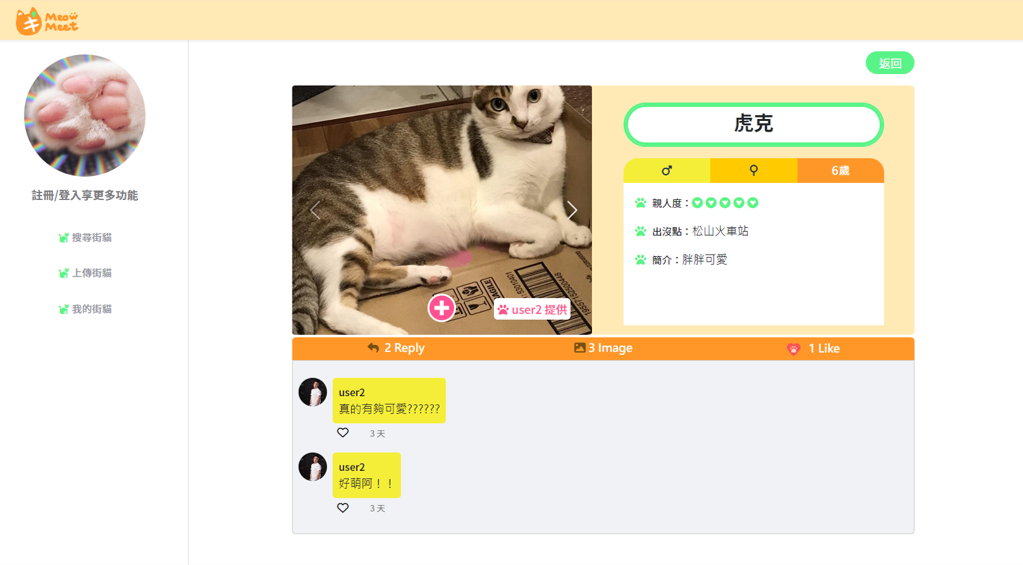 Meow
Meet
返回
註冊/登入享更多功能
搜尋街貓
上傳街貓
我的街貓
虎克
♂ ♀ 6歲
親人度：
出沒點：松山火車站
簡介：胖胖可愛
FRAGILE
user2 提供
2 Reply 3 Image 1 Like
user2
真的有夠可愛??????
3 天
user2
好萌阿！！
3 天